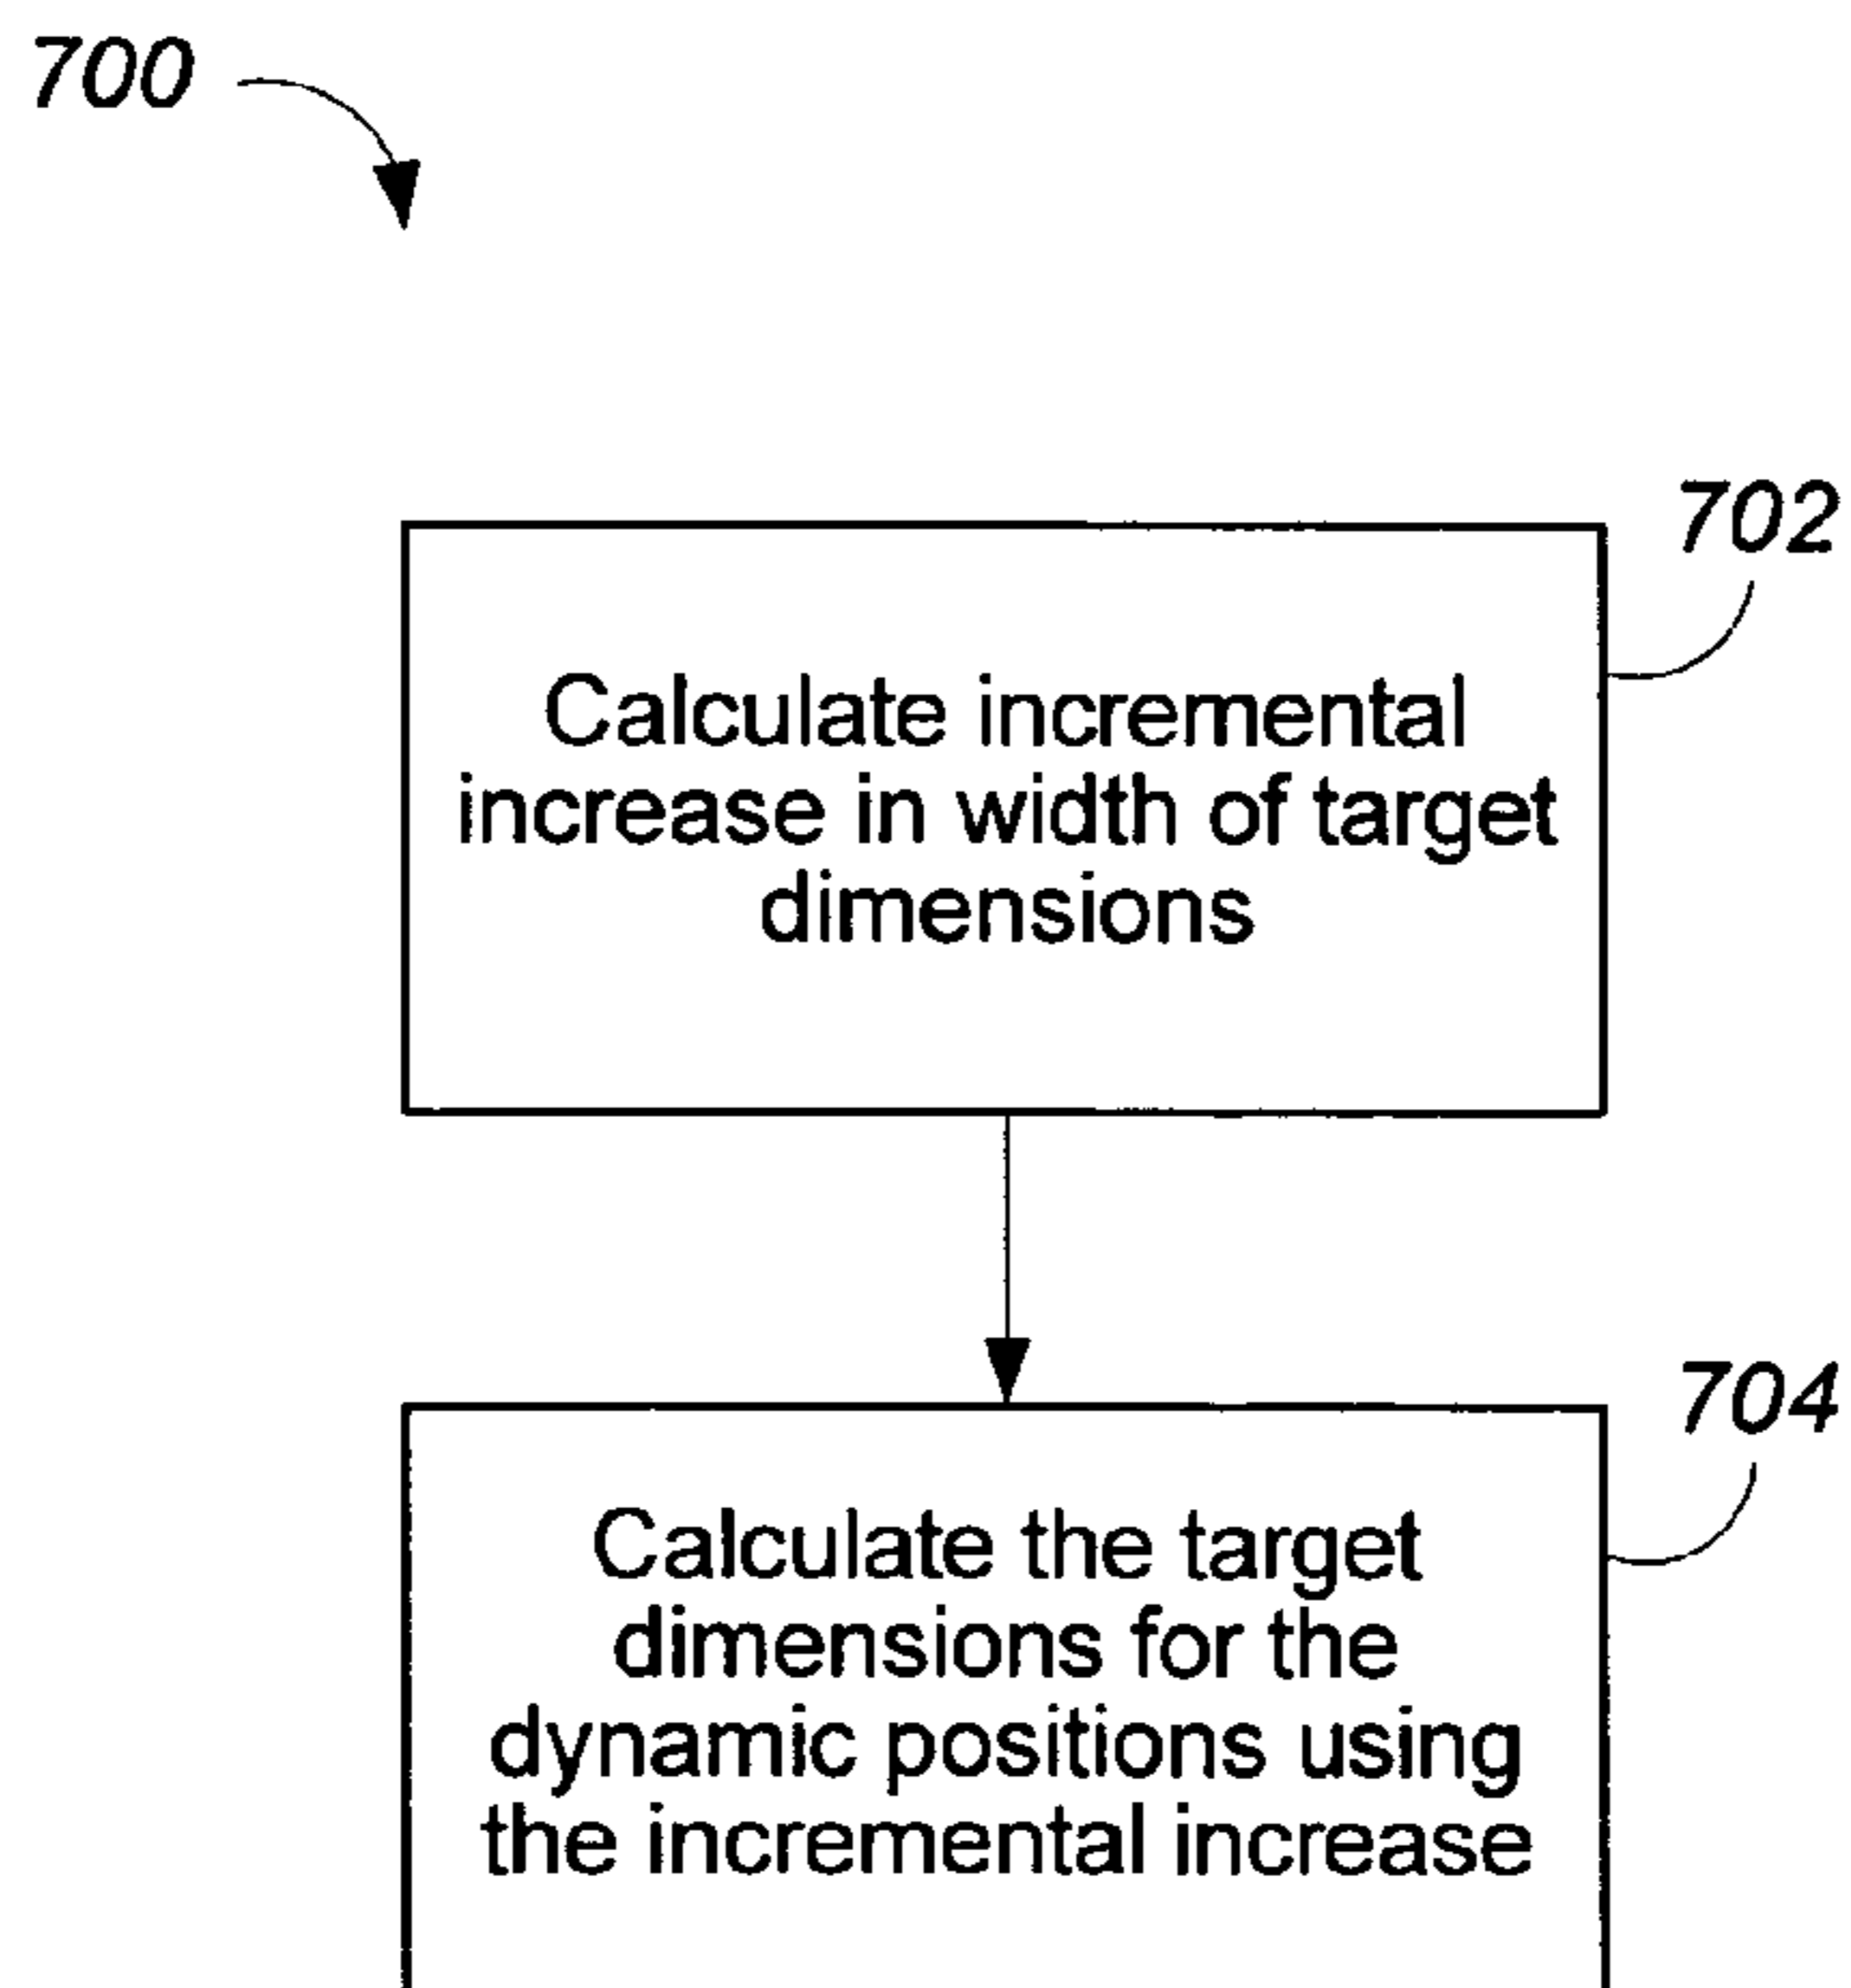 700
702
Calculate incremental
increase in width of target
dimensions
704
Calculate the target
dimensions for the
dynamic positions using
the incremental increase